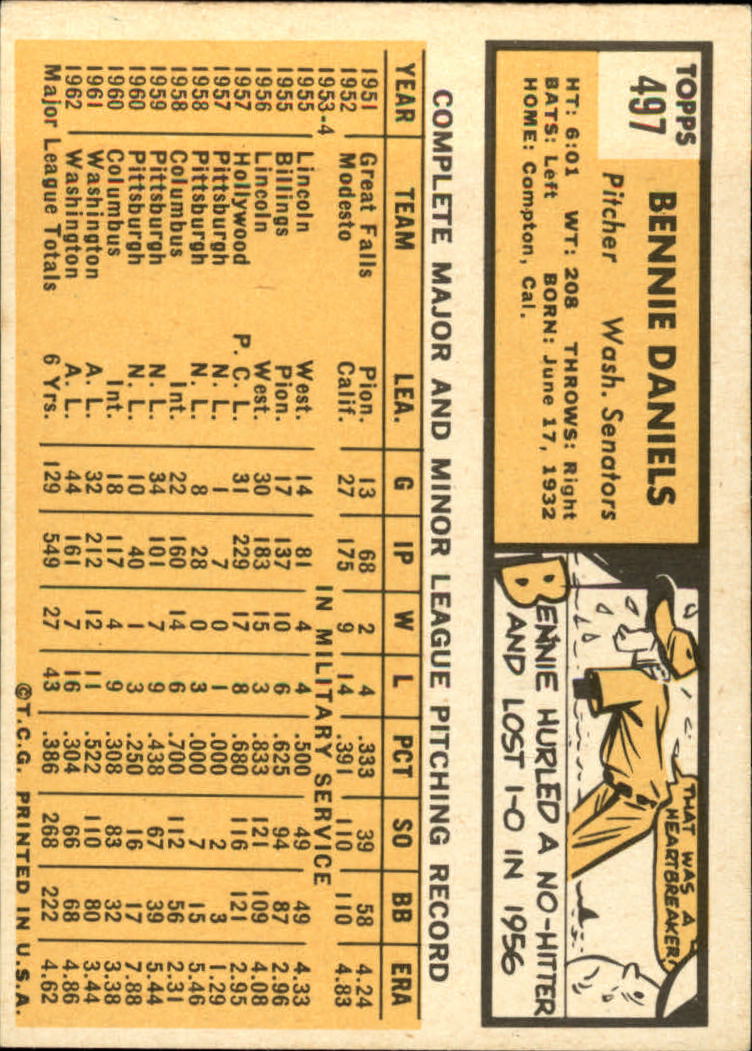 TOPPS
497
BENNIE DANIELS
Pitcher Wash. Senators
HT: 6:01 WT: 208 THROWS: Right
BATS: Left BORN: June 17, 1932
HOME: Compton, Cal.
THAT WAS A
HEARTBREAKER!
BENNIE HURLED A NO-HITTER
AND LOST 1-0 IN 1956
COMPLETE MAJOR AND MINOR LEAGUE PITCHING RECORD
YEAR TEAM LEA. G IP W L PCT SO BB ERA
1951 Great Falls Pion. 13 68 2 4 .333 39 58 4.24
1952 Modesto Calif. 27 175 9 14 .391 110 110 4.83
1953-4 IN MILITARY SERVICE
1955 Lincoln West. 14 81 4 4 .500 49 49 4.33
1955 Billings Pion. 17 137 10 6 .625 94 87 2.96
1956 Lincoln West. 30 183 15 3 .833 121 109 4.08
1957 Hollywood P. C. L. 31 229 17 8 .680 116 121 2.95
1957 Pittsburgh N. L. 1 7 0 1 .000 2 3 1.29
1958 Pittsburgh N. L. 8 28 0 3 .000 7 15 5.46
1958 Columbus Int. 22 160 14 6 .700 112 56 2.31
1959 Pittsburgh N. L. 34 101 7 9 .438 67 39 5.44
1960 Pittsburgh N. L. 10 40 1 3 .250 16 17 7.88
1960 Columbus Int. 18 117 4 9 .308 83 32 3.38
1961 Washington A. L. 32 212 12 11 .522 110 80 3.44
1962 Washington A. L. 44 161 7 16 .304 66 68 4.86
Major League Totals 6 Yrs. 129 549 27 43 .386 268 222 4.62
©T.C.G. PRINTED IN U.S.A.